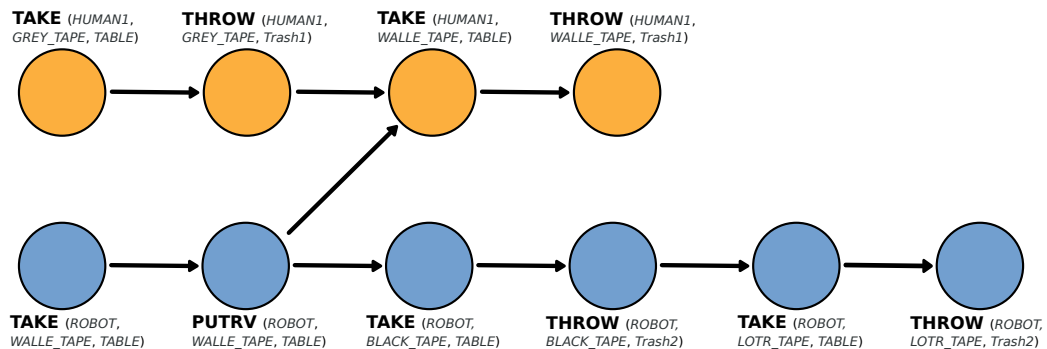 TAKE (HUMAN1,
GREY_TAPE, TABLE)
THROW (HUMAN1,
GREY_TAPE, Trash1)
TAKE (HUMAN1,
WALLE_TAPE, TABLE)
THROW (HUMAN1,
WALLE_TAPE, Trash1)
TAKE (ROBOT,
WALLE_TAPE, TABLE)
PUTRV (ROBOT,
WALLE_TAPE, TABLE)
TAKE (ROBOT,
BLACK_TAPE, TABLE)
THROW (ROBOT,
BLACK_TAPE, Trash2)
TAKE (ROBOT,
LOTR_TAPE, TABLE)
THROW (ROBOT,
LOTR_TAPE, Trash2)